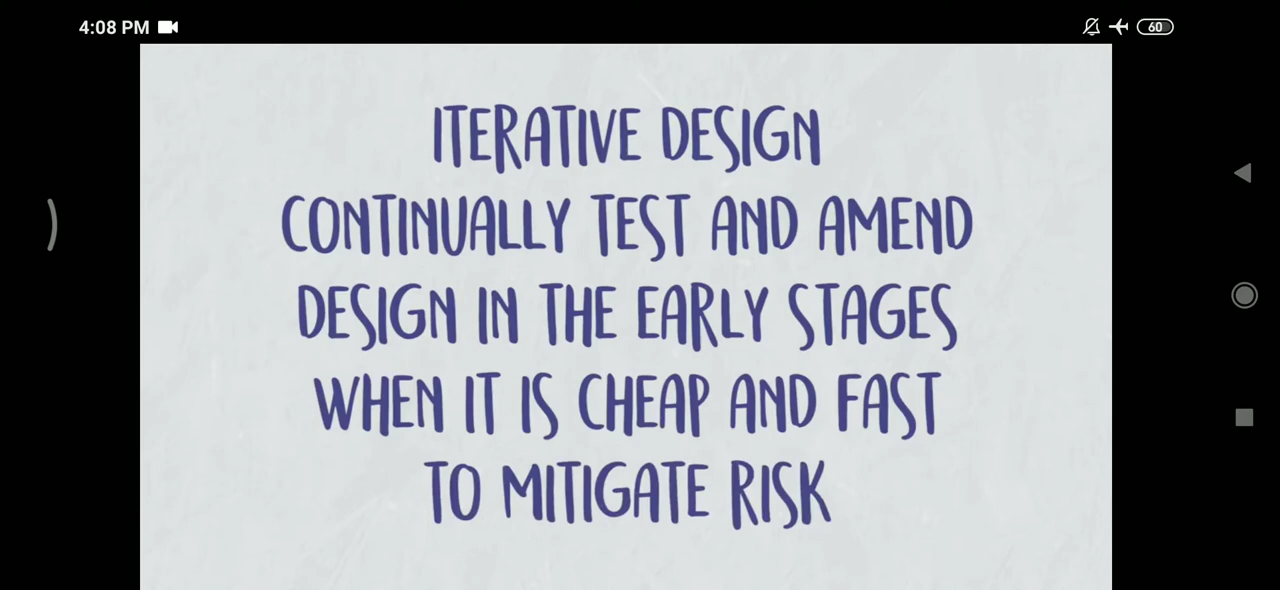 4:08 PM
60
ITERATIVE DESIGN
CONTINUALLY TEST AND AMEND
DESIGN IN THE EARLY STAGES
WHEN IT IS CHEAP AND FAST
TO MITIGATE RISK